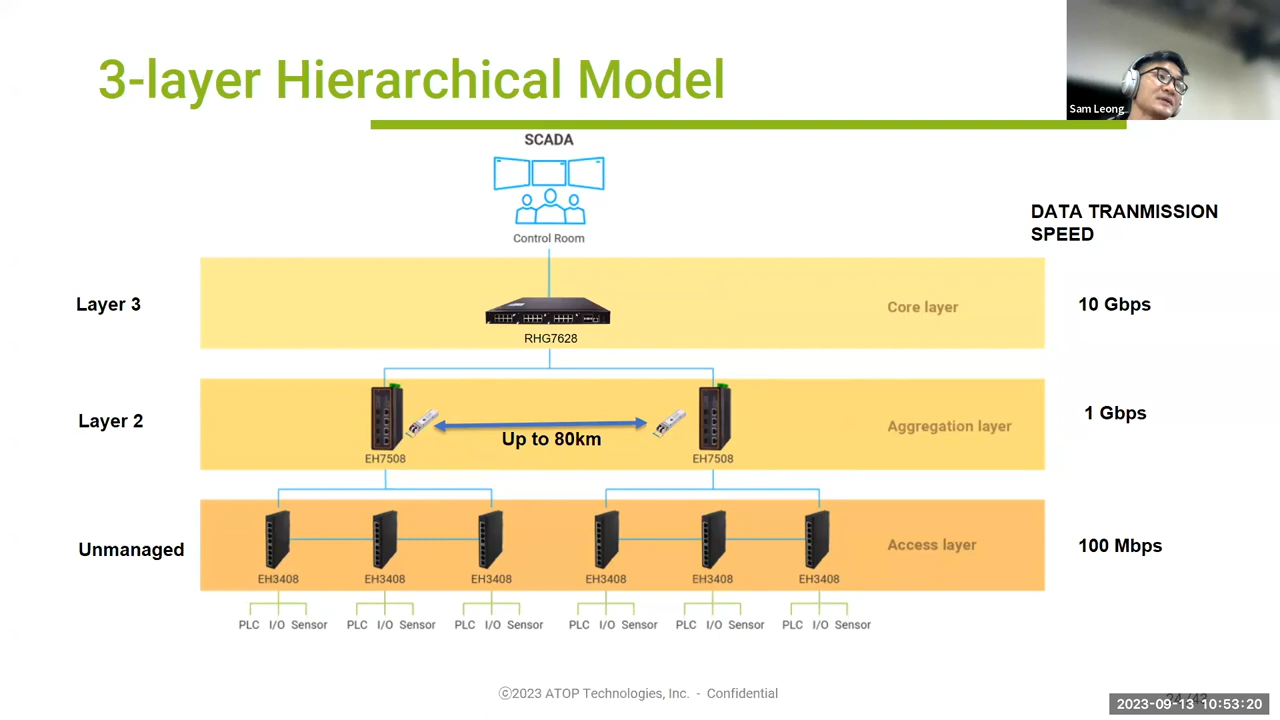 3-layer Hierarchical Model
Sam Leong
SCADA
Control Room
DATA TRANMISSION
SPEED
Layer 3
Core layer
10 Gbps
RHG7628
Layer 2
Up to 80km
Aggregation layer
1 Gbps
EH7508 EH7508
Unmanaged
Access layer
100 Mbps
EH3408 EH3408 EH3408 EH3408 EH3408 EH3408
PLC I/O Sensor PLC I/O Sensor PLC I/O Sensor PLC I/O Sensor PLC I/O Sensor PLC I/O Sensor
©2023 ATOP Technologies, Inc. - Confidential
2023-09-13 10:53:20